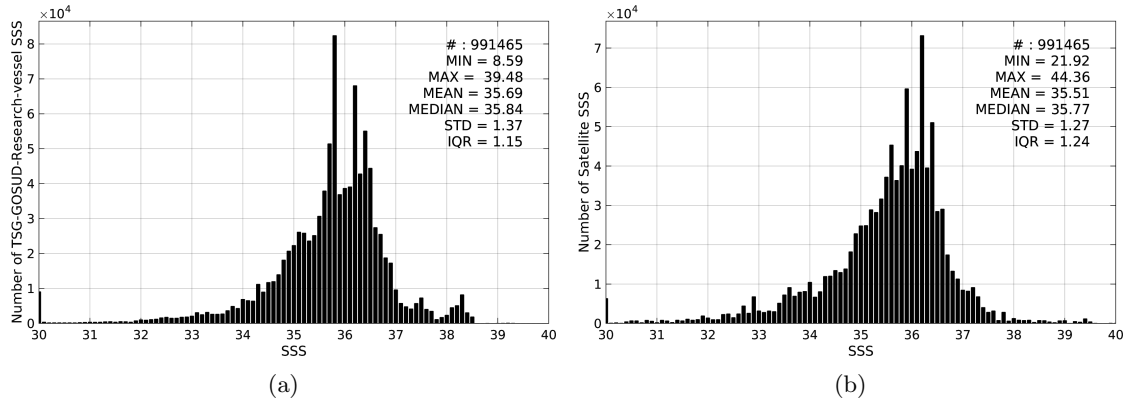 ×10⁴
Number of TSG-GOSUD-Research-vessel SSS
8
7
6
5
4
3
2
1
0
# : 991465
MIN = 8.59
MAX = 39.48
MEAN = 35.69
MEDIAN = 35.84
STD = 1.37
IQR = 1.15
30 31 32 33 34 35 36 37 38 39 40
SSS
(a)
×10⁴
Number of Satellite SSS
7
6
5
4
3
2
1
0
# : 991465
MIN = 21.92
MAX = 44.36
MEAN = 35.51
MEDIAN = 35.77
STD = 1.27
IQR = 1.24
30 31 32 33 34 35 36 37 38 39 40
SSS
(b)